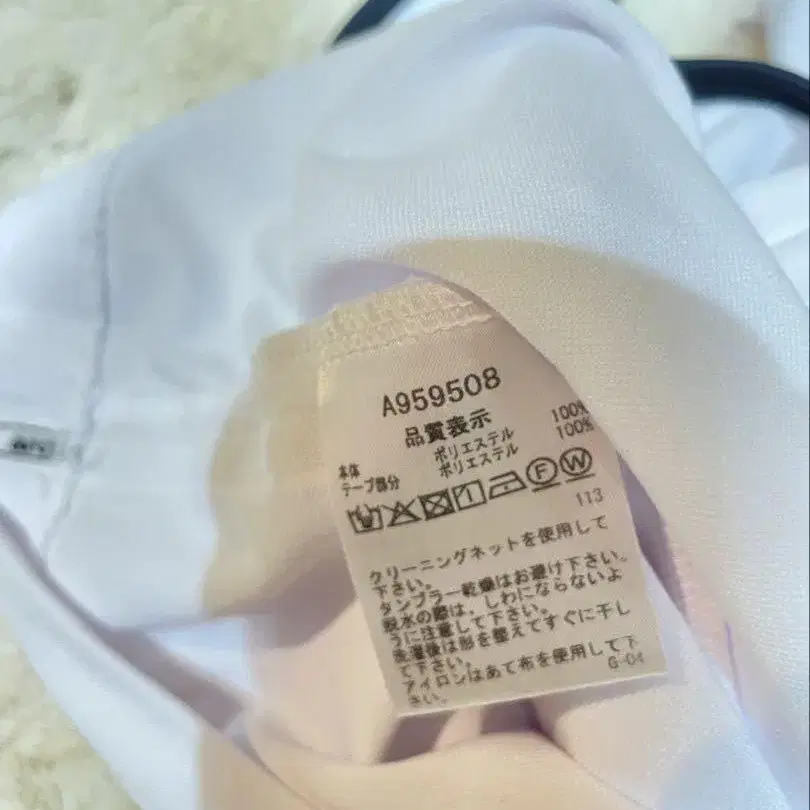 A959508
品質表示
本体 ポリエステル 100%
テープ部分 ポリエステル 100%
F W
113
クリーニングネットを使用して
下さい。
タンブラー乾燥はお避け下さい。
脱水の際は、しわにならないよ
うに注意して下さい。
洗濯後は形を整えてすぐに干し
て下さい。
アイロンはあて布を使用して下
さい。
G-04